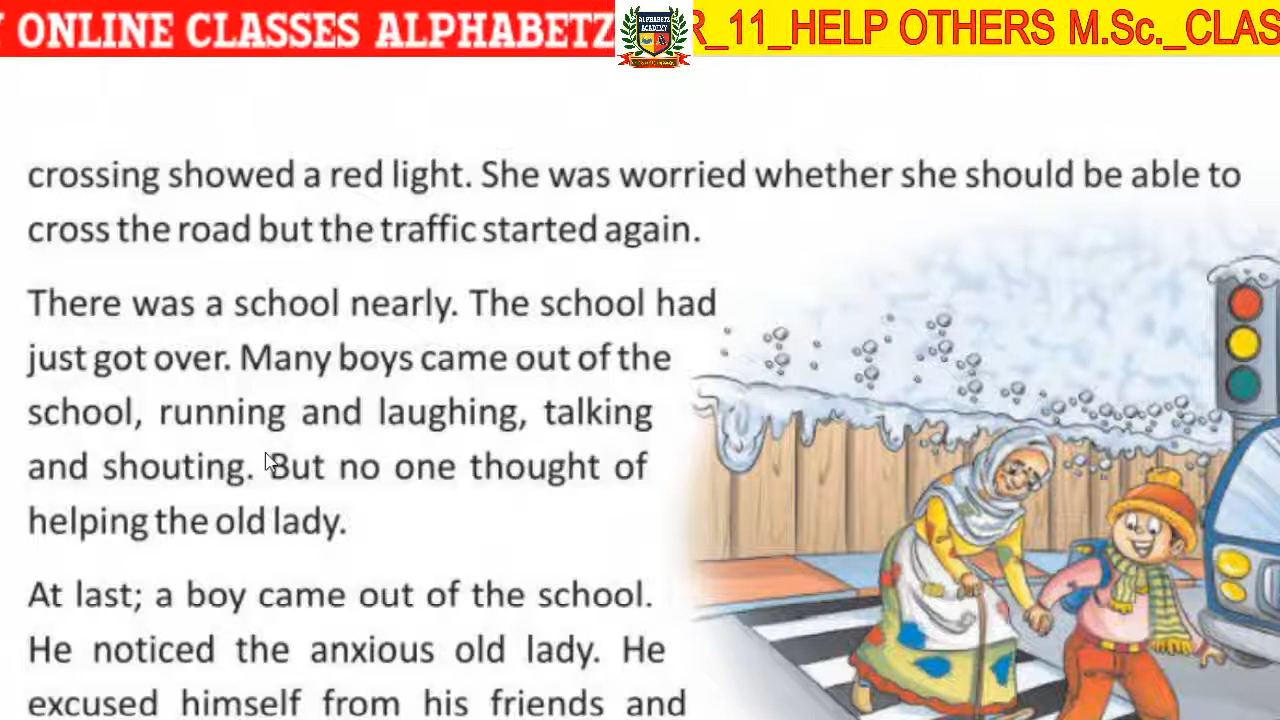 Y ONLINE CLASSES ALPHABETZ
ALPHABETZ
ACADEMY
R_11_HELP OTHERS M.Sc._CLAS
crossing showed a red light. She was worried whether she should be able to
cross the road but the traffic started again.
There was a school nearly. The school had
just got over. Many boys came out of the
school, running and laughing, talking
and shouting. But no one thought of
helping the old lady.
At last; a boy came out of the school.
He noticed the anxious old lady. He
excused himself from his friends and